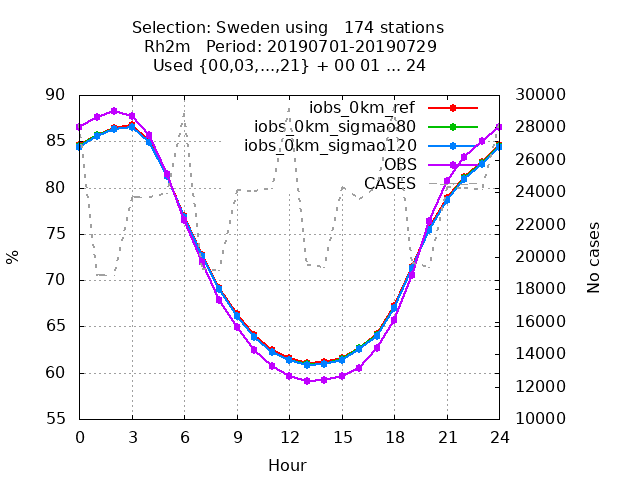 Selection: Sweden using   174 stations
Rh2m   Period: 20190701-20190729
Used {00,03,...,21} + 00 01 ... 24
90
85
80
75
70
65
60
55
%
30000
28000
26000
24000
22000
20000
18000
16000
14000
12000
10000
No cases
iobs_0km_ref
iobs_0km_sigmao80
iobs_0km_sigmao120
OBS
CASES
0 3 6 9 12 15 18 21 24
Hour